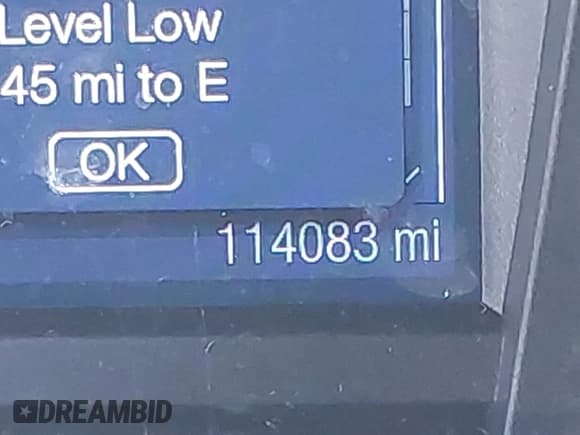 Level Low
45 mi to E
OK
114083 mi
DREAMBID